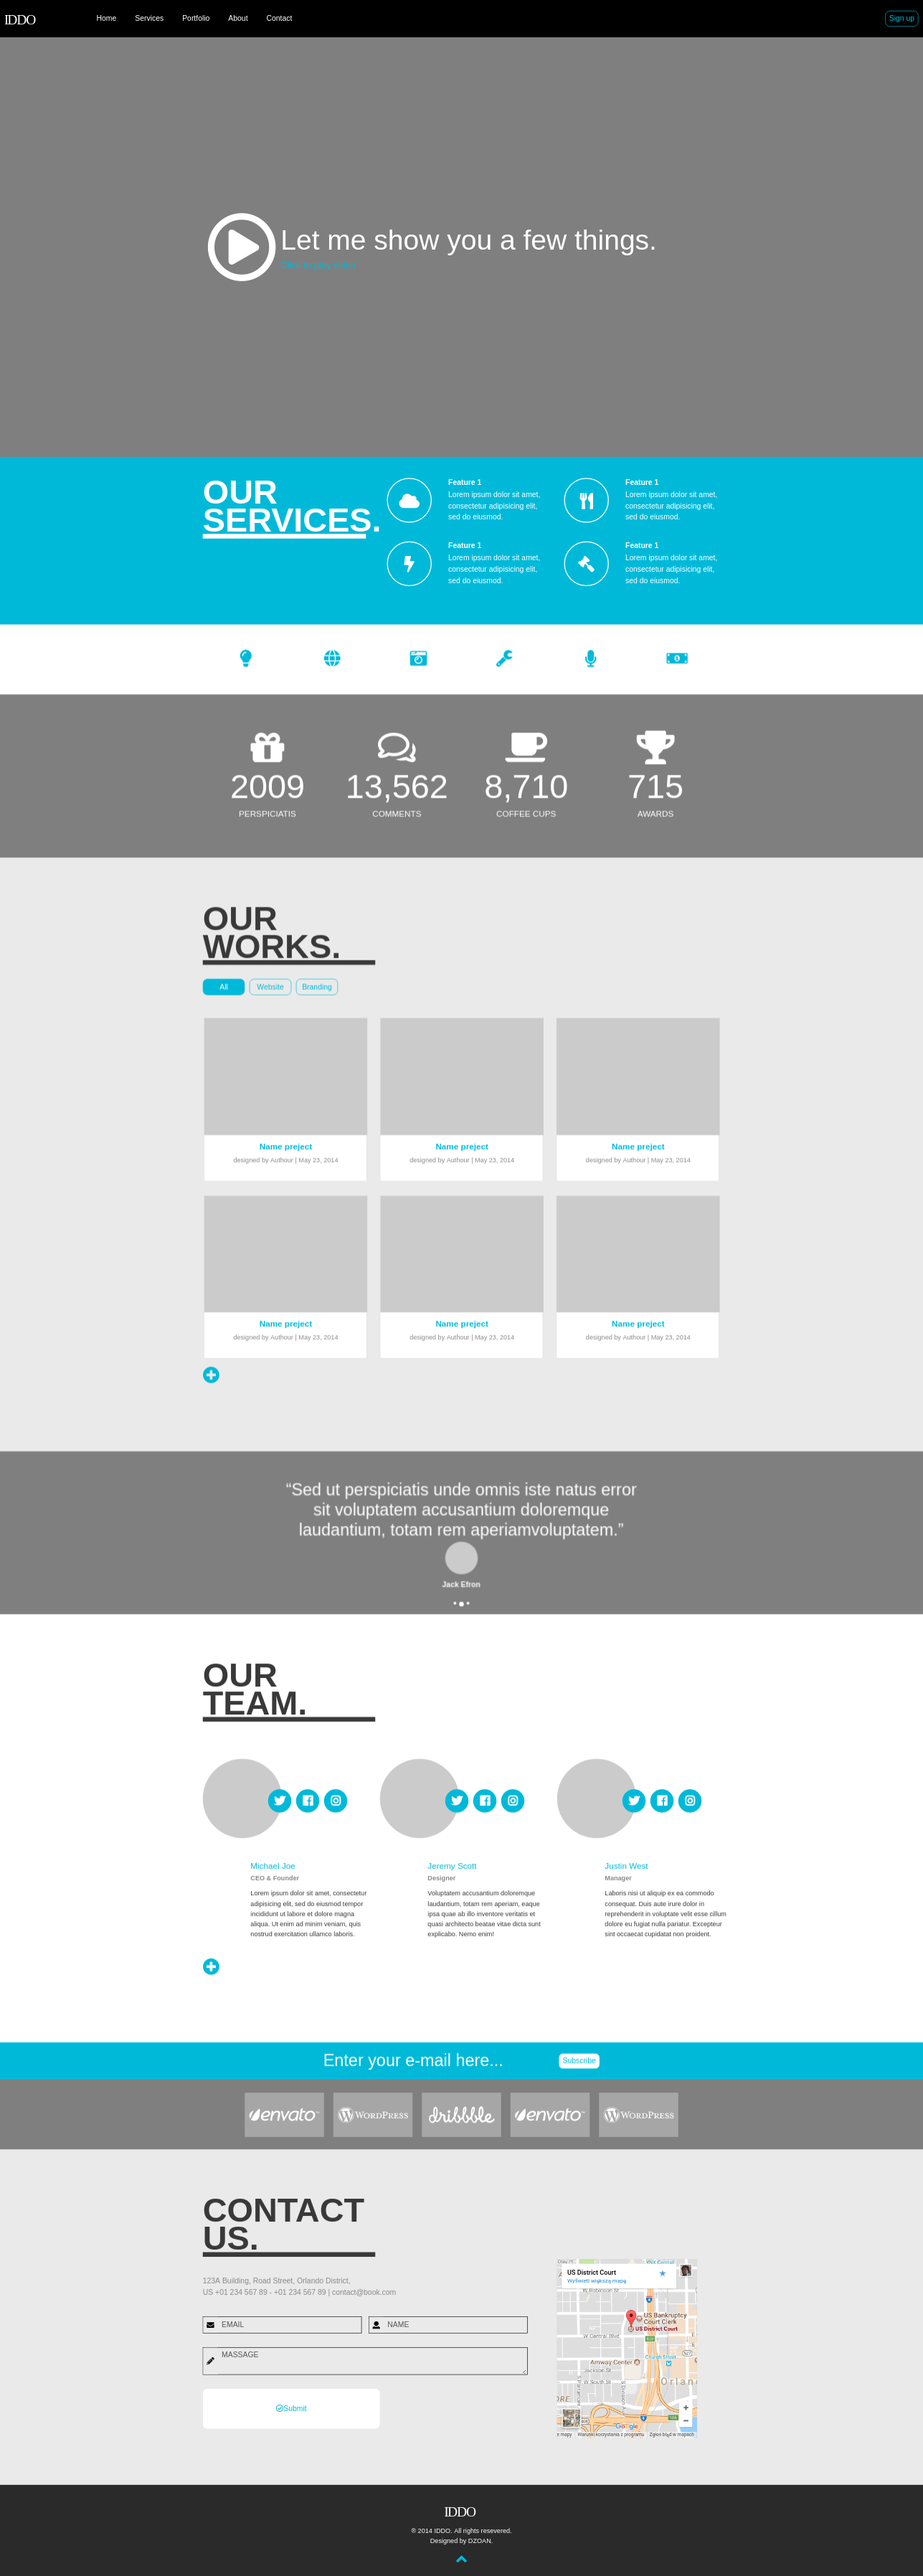 IDDO
Home Services Portfolio About Contact
Sign up
Let me show you a few things.
OUR
SERVICES.
Feature 1
Lorem ipsum dolor sit amet,
consectetur adipisicing elit,
sed do eiusmod.
Feature 1
Lorem ipsum dolor sit amet,
consectetur adipisicing elit,
sed do eiusmod.
Feature 1
Lorem ipsum dolor sit amet,
consectetur adipisicing elit,
sed do eiusmod.
Feature 1
Lorem ipsum dolor sit amet,
consectetur adipisicing elit,
sed do eiusmod.
2009
PERSPICIATIS
13,562
COMMENTS
8,710
COFFEE CUPS
715
AWARDS
OUR
WORKS.
All Website Branding
Name preject
designed by Authour | May 23, 2014
Name preject
designed by Authour | May 23, 2014
Name preject
designed by Authour | May 23, 2014
Name preject
designed by Authour | May 23, 2014
Name preject
designed by Authour | May 23, 2014
Name preject
designed by Authour | May 23, 2014
“Sed ut perspiciatis unde omnis iste natus error
sit voluptatem accusantium doloremque
laudantium, totam rem aperiamvoluptatem.”
Jack Efron
OUR
TEAM.
Michael Joe
CEO & Founder
Lorem ipsum dolor sit amet, consectetur
adipisicing elit, sed do eiusmod tempor
incididunt ut labore et dolore magna
aliqua. Ut enim ad minim veniam, quis
nostrud exercitation ullamco laboris.
Jeremy Scott
Designer
Voluptatem accusantium doloremque
laudantium, totam rem aperiam, eaque
ipsa quae ab illo inventore veritatis et
quasi architecto beatae vitae dicta sunt
explicabo. Nemo enim!
Justin West
Manager
Laboris nisi ut aliquip ex ea commodo
consequat. Duis aute irure dolor in
reprehenderit in voluptate velit esse cillum
dolore eu fugiat nulla pariatur. Excepteur
sint occaecat cupidatat non proident.
Enter your e-mail here...
Subscribe
envato WordPress dribbble envato WordPress
CONTACT
US.
123A Building, Road Street, Orlando District,
US +01 234 567 89 - +01 234 567 89 | contact@book.com
EMAIL
NAME
MASSAGE
Submit
US District Court
Wyświetl większą mapę
W Robinson St
US Bankruptcy
Court Clerk
US District Court
W Central Blvd
Church Street
Amway Center
Jackson St
W South St
Google
Warunki korzystania z programu
Zgłoś błąd w mapach
IDDO
® 2014 IDDO. All rights resevered.
Designed by DZOAN.